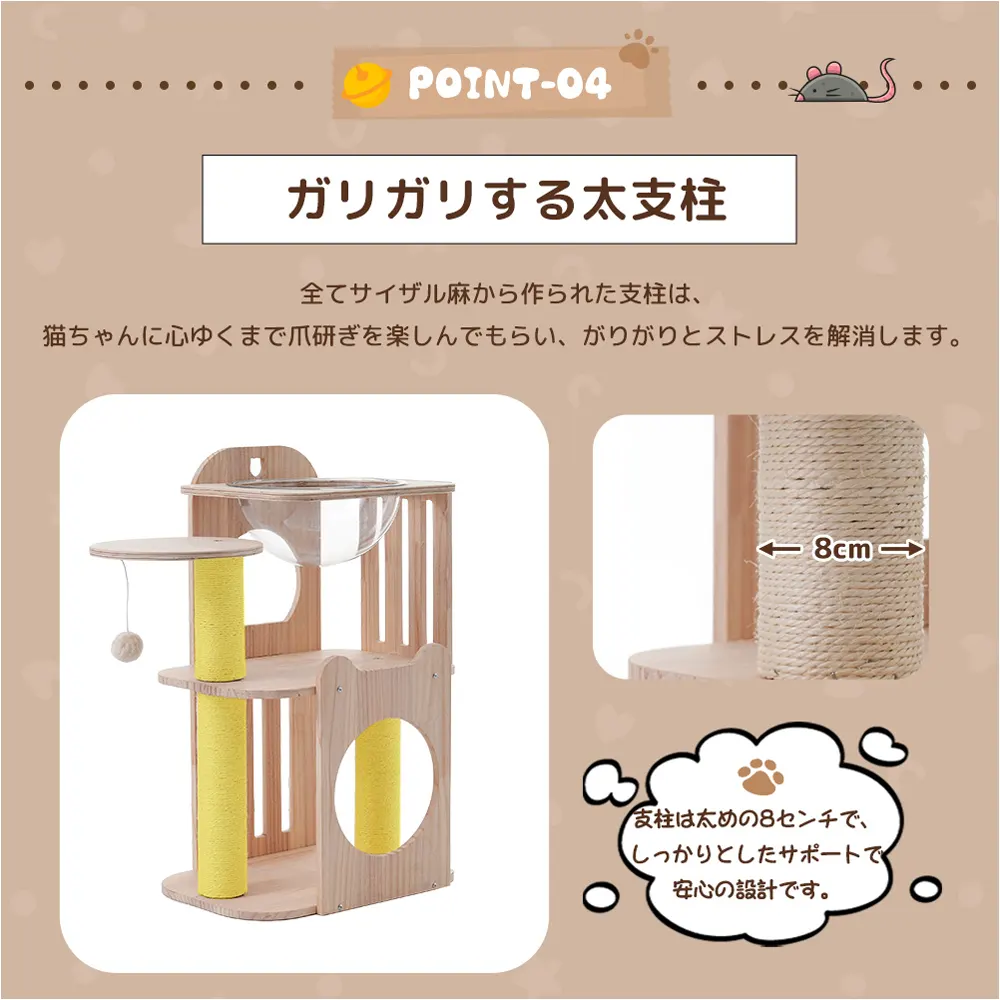 POINT-04
ガリガリする太支柱
全てサイザル麻から作られた支柱は、
猫ちゃんに心ゆくまで爪研ぎを楽しんでもらい、がりがりとストレスを解消します。
8cm
支柱は太めの8センチで、
しっかりとしたサポートで
安心の設計です。